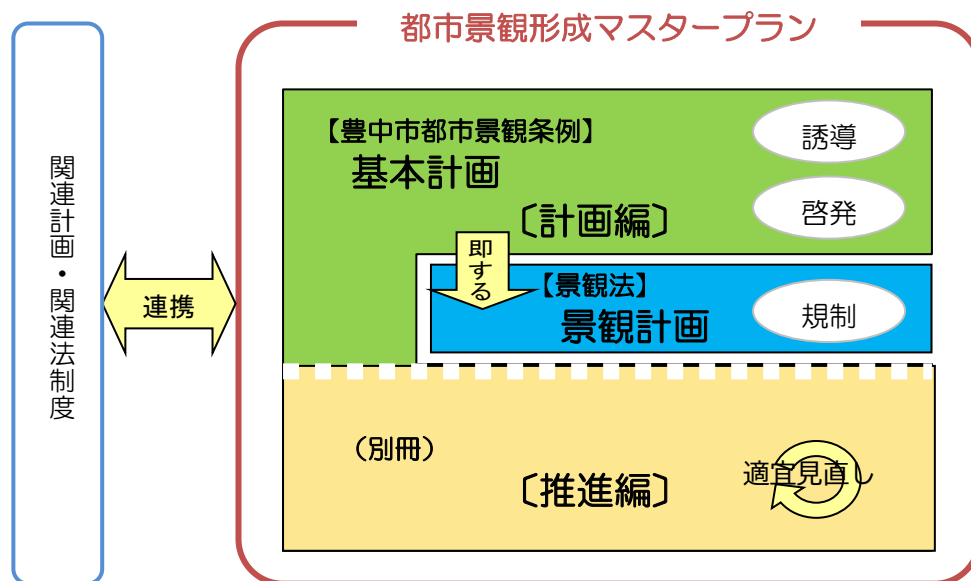 都市景観形成マスタープラン
関連計画・関連法制度
連携
【豊中市都市景観条例】
基本計画
〔計画編〕
誘導
啓発
即する
【景観法】
景観計画
規制
（別冊）
〔推進編〕
適宜見直し